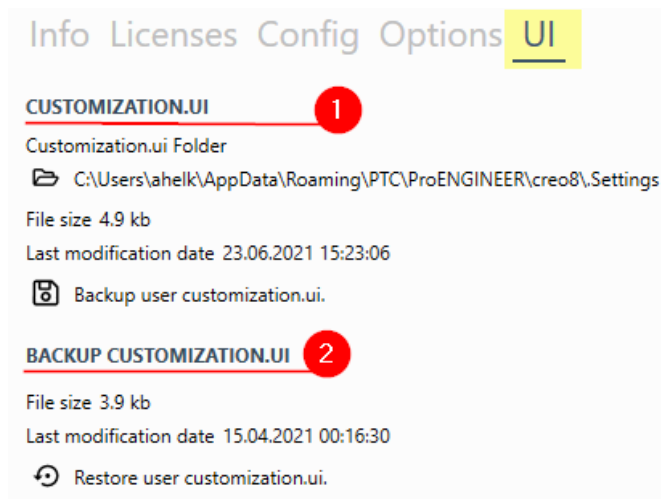 Info Licenses Config Options UI
CUSTOMIZATION.UI 1
Customization.ui Folder
C:\Users\ahelk\AppData\Roaming\PTC\ProENGINEER\creo8\.Settings
File size 4.9 kb
Last modification date 23.06.2021 15:23:06
Backup user customization.ui.
BACKUP CUSTOMIZATION.UI 2
File size 3.9 kb
Last modification date 15.04.2021 00:16:30
Restore user customization.ui.